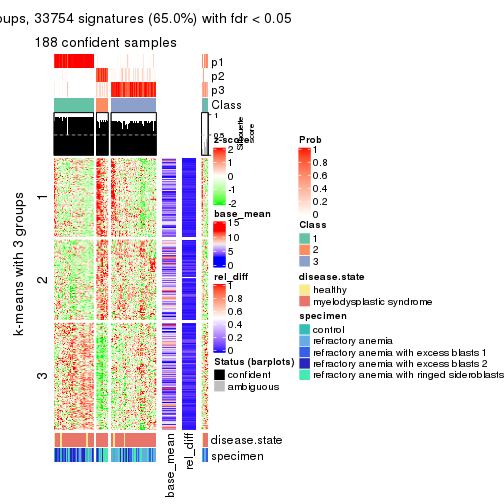 oups, 33754 signatures (65.0%) with fdr < 0.05
188 confident samples
p1
p2
p3
Class
1
0.5
0
Silhouette
score
k-means with 3 groups
1
2
3
base_mean
rel_diff
disease.state
specimen
z-score
2
1
0
-1
-2
base_mean
15
10
5
0
rel_diff
1
0.8
0.6
0.4
0.2
0
Status (barplots)
confident
ambiguous
Prob
1
0.8
0.6
0.4
0.2
0
Class
1
2
3
disease.state
healthy
myelodysplastic syndrome
specimen
control
refractory anemia
refractory anemia with excess blasts 1
refractory anemia with excess blasts 2
refractory anemia with ringed sideroblasts